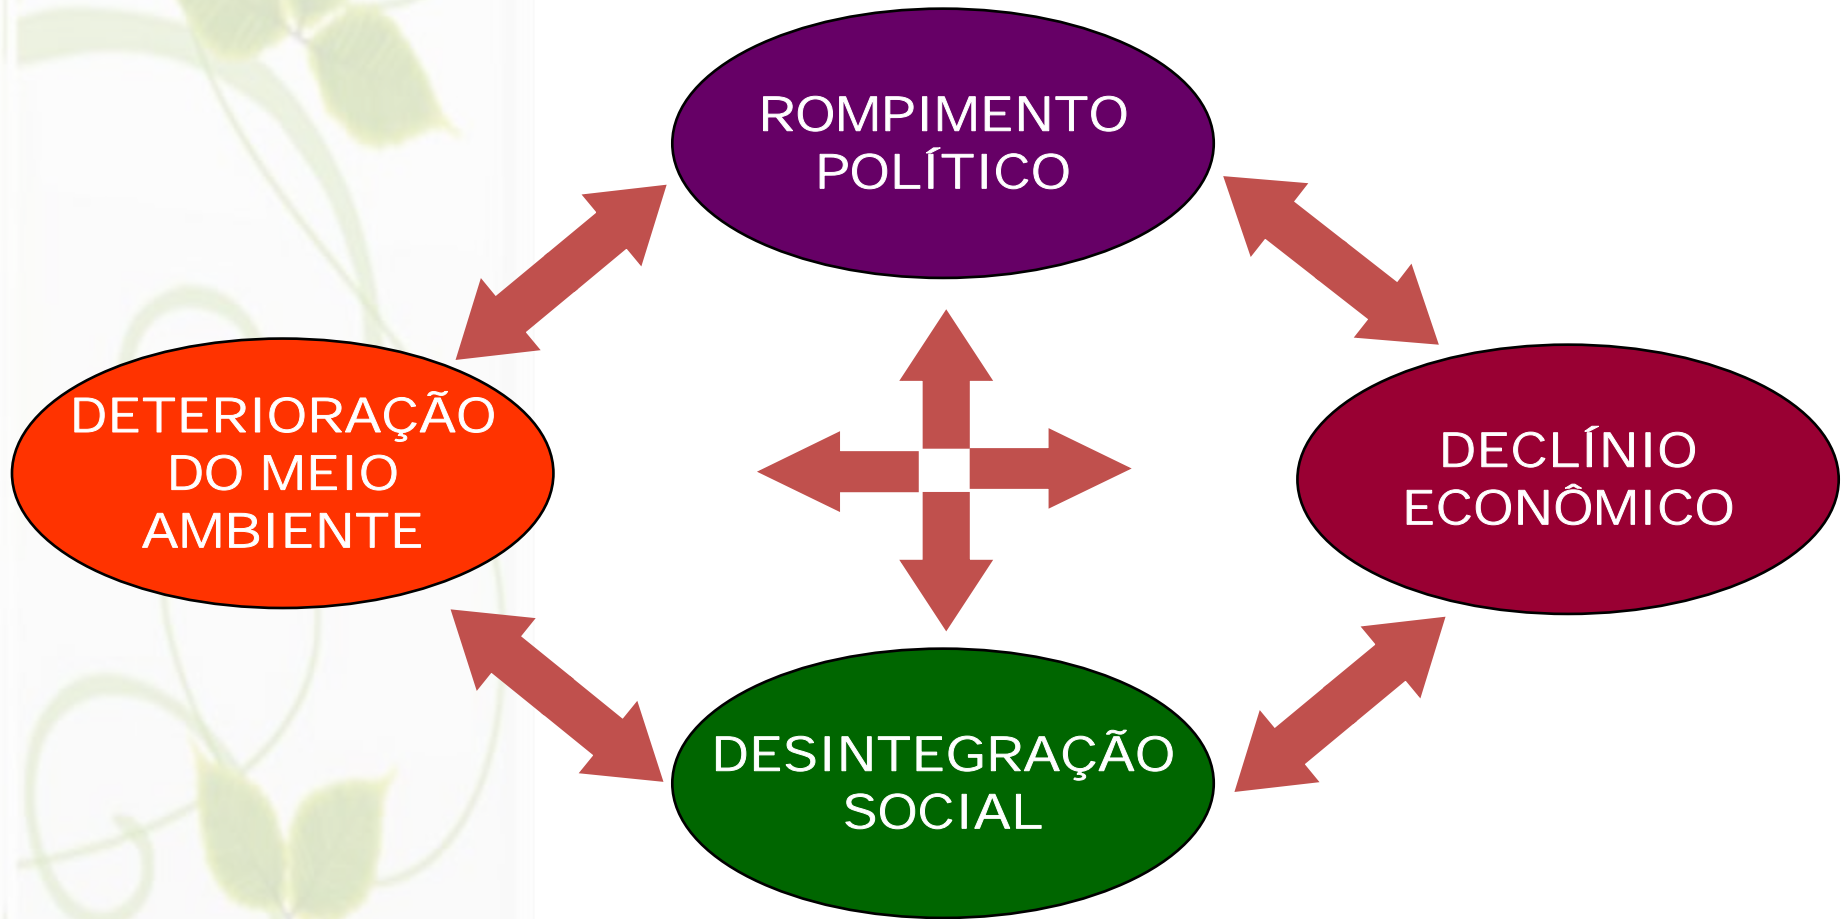 ROMPIMENTO
POLÍTICO
DETERIORAÇÃO
DO MEIO
AMBIENTE
DECLÍNIO
ECONÔMICO
DESINTEGRAÇÃO
SOCIAL